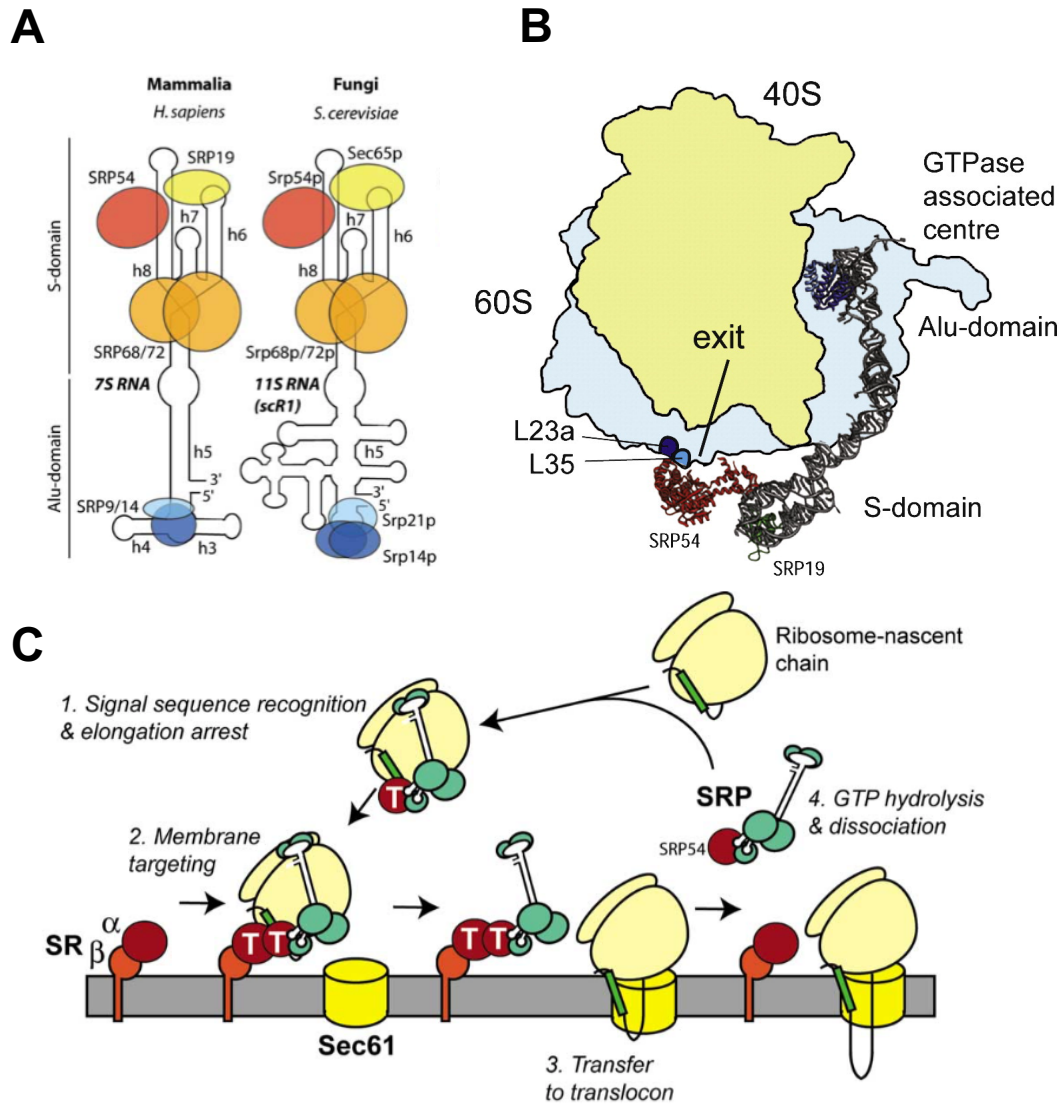 A
Mammalia
H. sapiens
Fungi
S. cerevisiae
S-domain
Alu-domain
SRP19
SRP54
h7
h6
h8
SRP68/72
7S RNA
h5
3'
5'
SRP9/14
h4
h3
Sec65p
Srp54p
h7
h6
h8
Srp68p/72p
11S RNA
(scR1)
h5
3'
5'
Srp21p
Srp14p
B
40S
GTPase
associated
centre
60S
Alu-domain
exit
L23a
L35
S-domain
SRP54
SRP19
C
Ribosome-nascent
chain
1. Signal sequence recognition
& elongation arrest
T
SRP
4. GTP hydrolysis
& dissociation
SRP54
2. Membrane
targeting
SR
α
β
T T
T T
Sec61
3. Transfer
to translocon